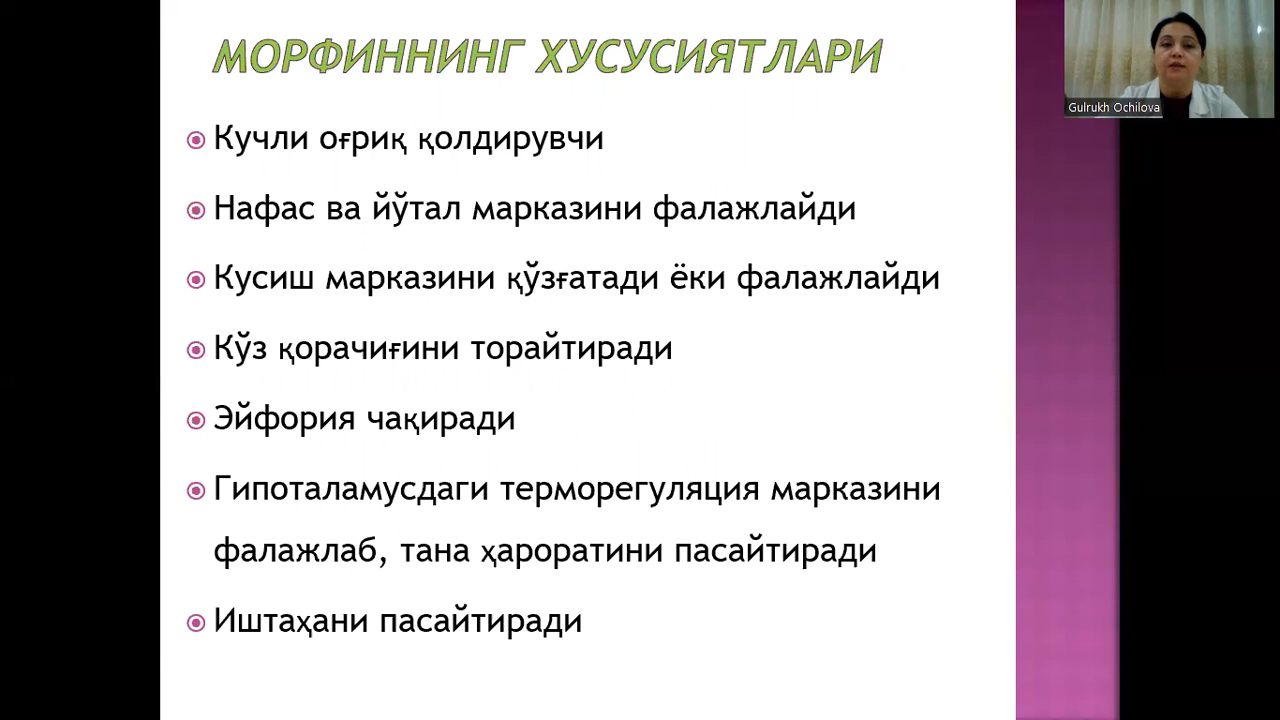 МОРФИННИНГ ХУСУСИЯТЛАРИ
Gulrukh Ochilova
Кучли оғриқ қолдирувчи
Нафас ва йўтал марказини фалажлайди
Кусиш марказини қўзғатади ёки фалажлайди
Кўз қорачиғини торайтиради
Эйфория чақиради
Гипоталамусдаги терморегуляция марказини
фалажлаб, тана ҳароратини пасайтиради
Иштаҳани пасайтиради